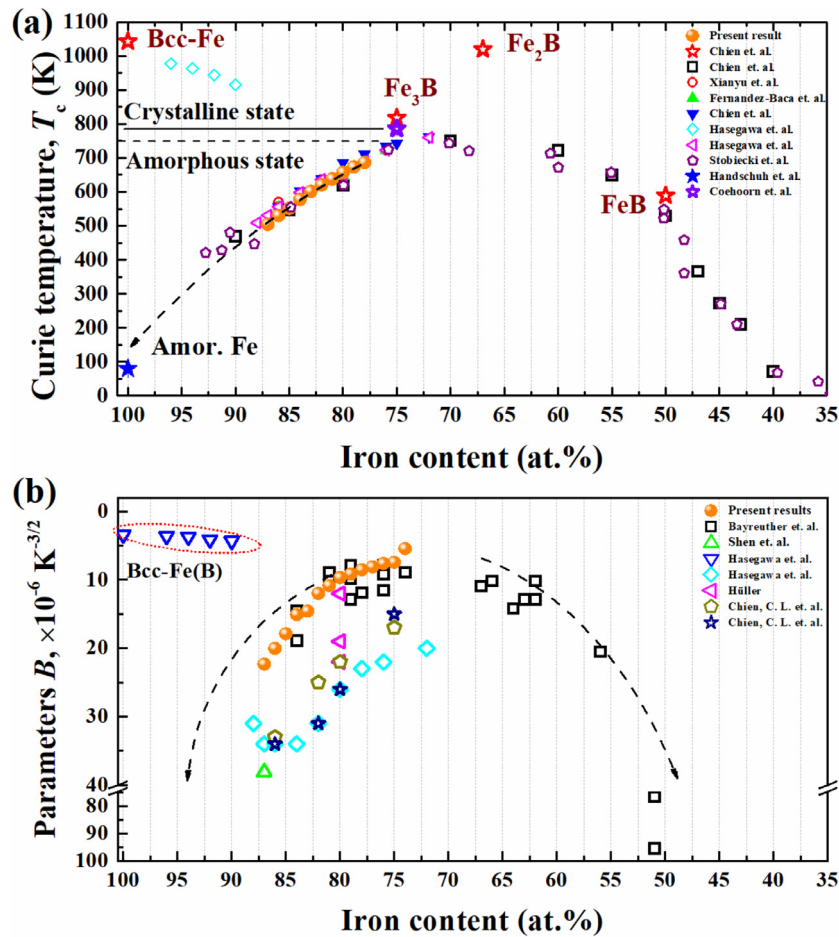 (a)
Curie temperature, Tc (K)
1100
1000
900
800
700
600
500
400
300
200
100
0
Bcc-Fe
Fe2B
Fe3B
FeB
Crystalline state
Amorphous state
Amor. Fe
Present result
Chien et. al.
Chien et. al.
Xianyu et. al.
Fernandez-Baca et. al.
Chien et. al.
Hasegawa et. al.
Hasegawa et. al.
Stobiecki et. al.
Handschuh et. al.
Coehoorn et. al.
100 95 90 85 80 75 70 65 60 55 50 45 40 35
Iron content (at.%)
(b)
Parameters B, ×10⁻⁶ K⁻³/²
0
10
20
30
40
80
90
100
Bcc-Fe(B)
Present results
Bayreuther et. al.
Shen et. al.
Hasegawa et. al.
Hasegawa et. al.
Hüller
Chien, C. L. et. al.
Chien, C. L. et. al.
100 95 90 85 80 75 70 65 60 55 50 45 40 35
Iron content (at.%)